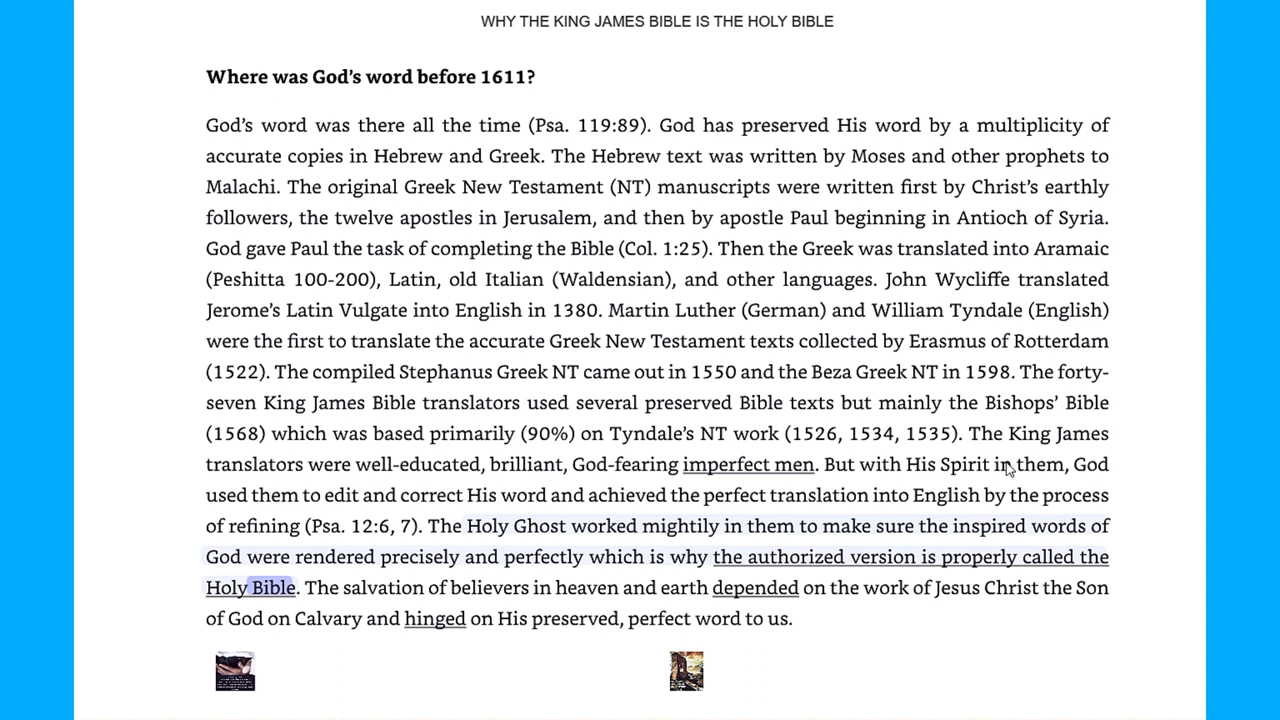 WHY THE KING JAMES BIBLE IS THE HOLY BIBLE
Where was God’s word before 1611?
God’s word was there all the time (Psa. 119:89). God has preserved His word by a multiplicity of
accurate copies in Hebrew and Greek. The Hebrew text was written by Moses and other prophets to
Malachi. The original Greek New Testament (NT) manuscripts were written first by Christ’s earthly
followers, the twelve apostles in Jerusalem, and then by apostle Paul beginning in Antioch of Syria.
God gave Paul the task of completing the Bible (Col. 1:25). Then the Greek was translated into Aramaic
(Peshitta 100-200), Latin, old Italian (Waldensian), and other languages. John Wycliffe translated
Jerome’s Latin Vulgate into English in 1380. Martin Luther (German) and William Tyndale (English)
were the first to translate the accurate Greek New Testament texts collected by Erasmus of Rotterdam
(1522). The compiled Stephanus Greek NT came out in 1550 and the Beza Greek NT in 1598. The forty-
seven King James Bible translators used several preserved Bible texts but mainly the Bishops’ Bible
(1568) which was based primarily (90%) on Tyndale’s NT work (1526, 1534, 1535). The King James
translators were well-educated, brilliant, God-fearing imperfect men. But with His Spirit in them, God
used them to edit and correct His word and achieved the perfect translation into English by the process
of refining (Psa. 12:6, 7). The Holy Ghost worked mightily in them to make sure the inspired words of
God were rendered precisely and perfectly which is why the authorized version is properly called the
Holy Bible. The salvation of believers in heaven and earth depended on the work of Jesus Christ the Son
of God on Calvary and hinged on His preserved, perfect word to us.